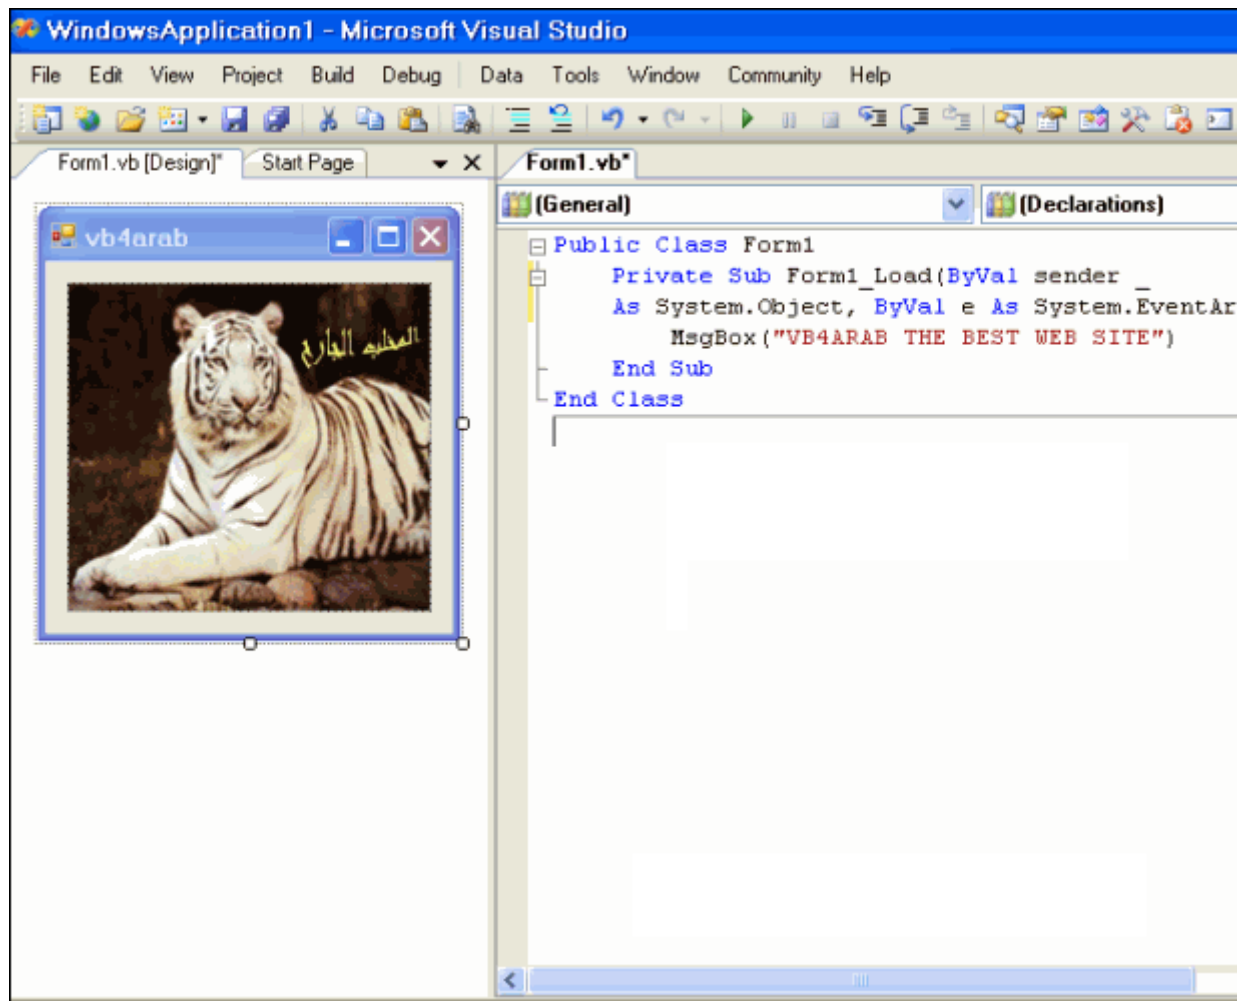 WindowsApplication1 - Microsoft Visual Studio
File Edit View Project Build Debug Data Tools Window Community Help
Form1.vb [Design]* Start Page
vb4arab
المخلب الجارح
Form1.vb*
(General) (Declarations)
Public Class Form1
Private Sub Form1_Load(ByVal sender _
As System.Object, ByVal e As System.EventAr
MsgBox("VB4ARAB THE BEST WEB SITE")
End Sub
End Class